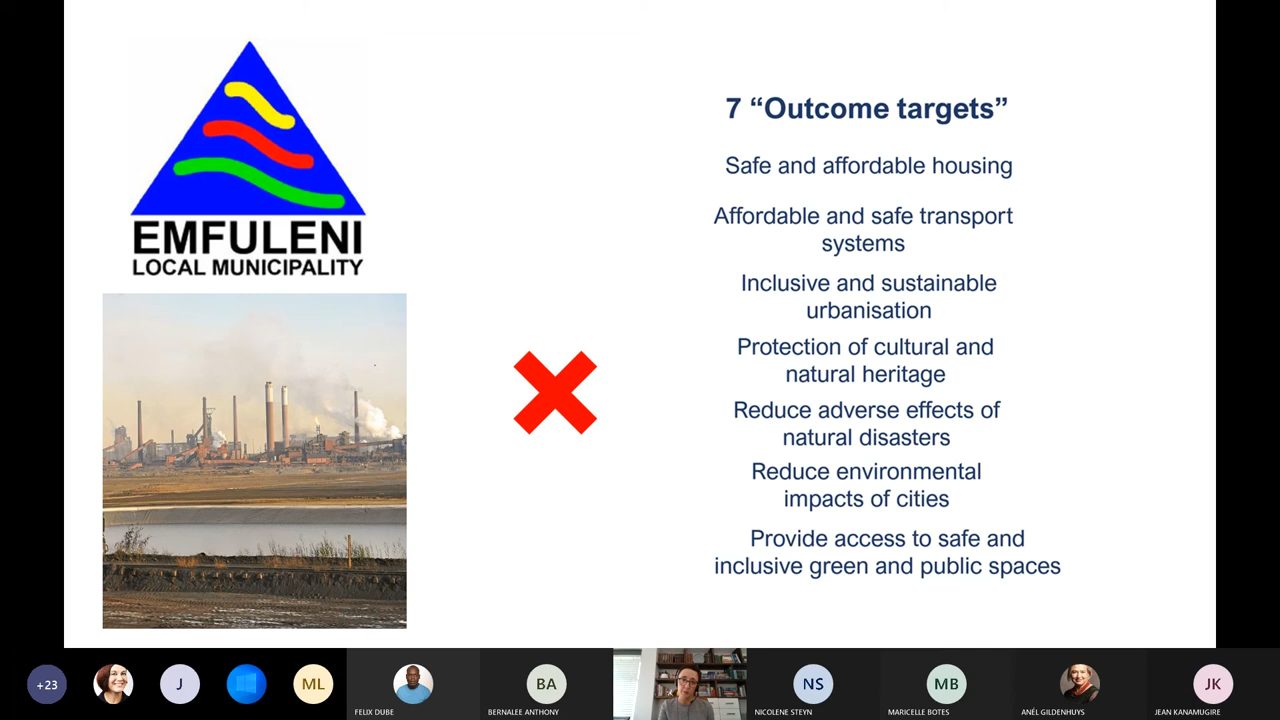 EMFULENI
LOCAL MUNICIPALITY
7 “Outcome targets”
Safe and affordable housing
Affordable and safe transport
systems
Inclusive and sustainable
urbanisation
Protection of cultural and
natural heritage
Reduce adverse effects of
natural disasters
Reduce environmental
impacts of cities
Provide access to safe and
inclusive green and public spaces
+23
J
ML
FELIX DUBE
BA
BERNALEE ANTHONY
NS
NICOLENE STEYN
MB
MARICELLE BOTES
ANÉL GILDENHUYS
JK
JEAN KANAMUGIRE